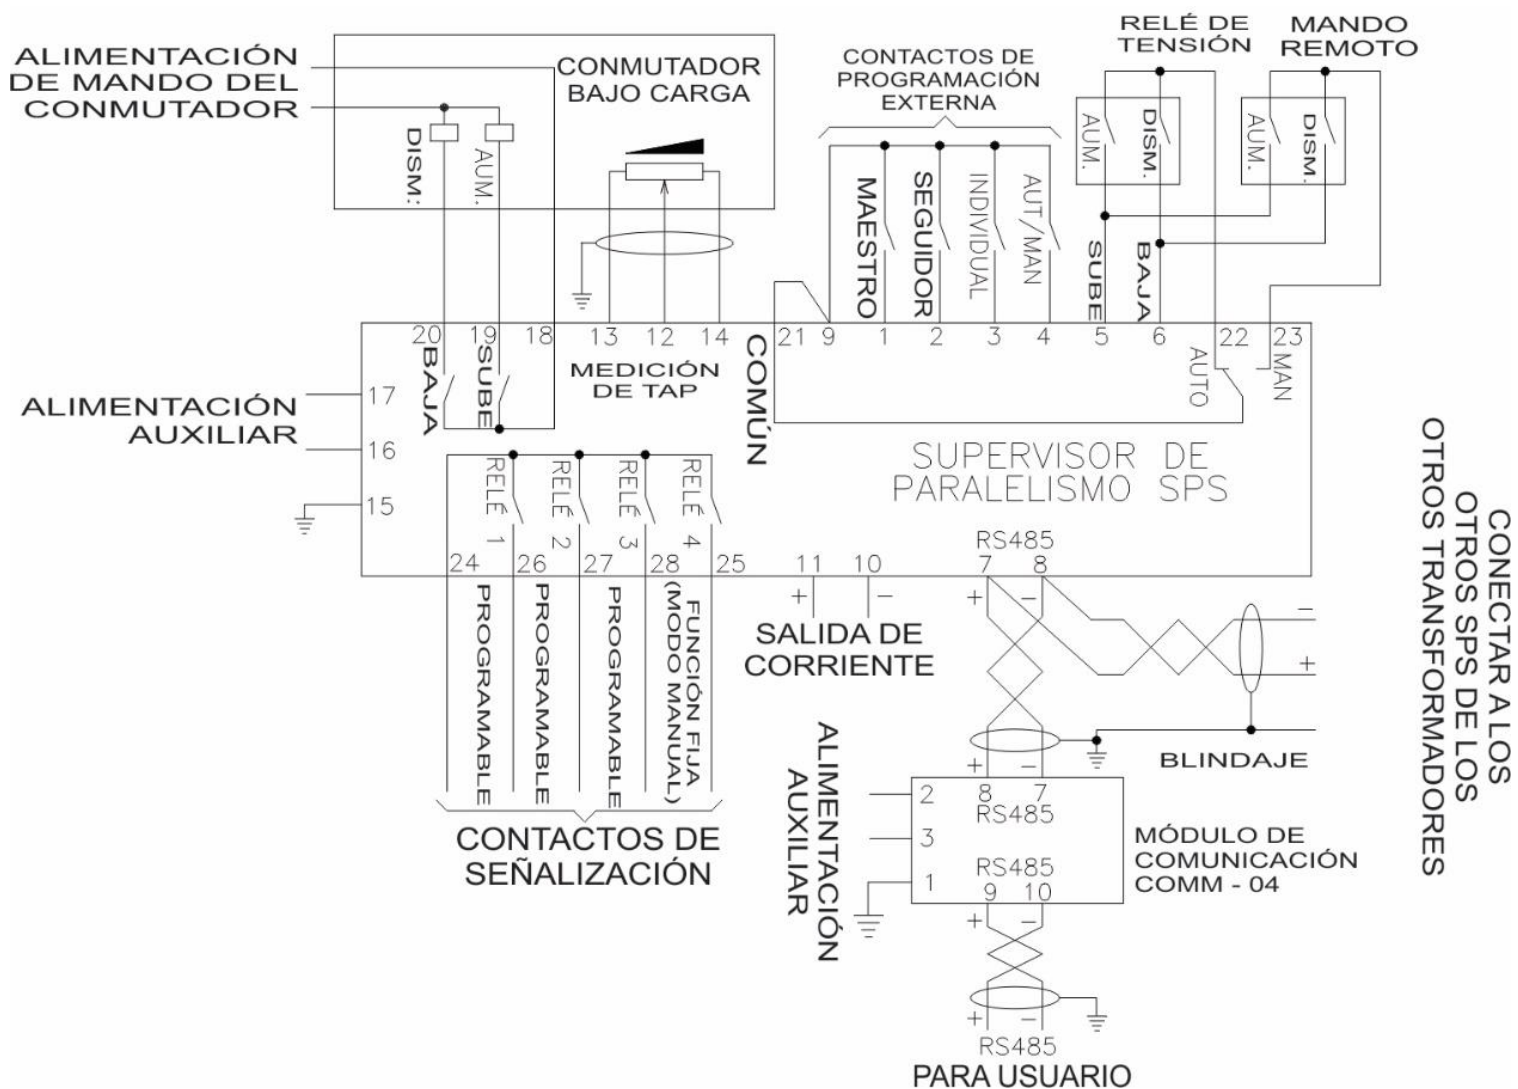 ALIMENTACIÓN
DE MANDO DEL
CONMUTADOR
CONMUTADOR
BAJO CARGA
DISM:
AUM.
CONTACTOS DE
PROGRAMACIÓN
EXTERNA
RELÉ DE
TENSIÓN
MANDO
REMOTO
AUM.
DISM.
AUM.
DISM.
MAESTRO
SEGUIDOR
INDIVIDUAL
AUT/MAN
SUBE
BAJA
20
19
18
13
12
14
21
9
1
2
3
4
5
6
22
23
BAJA
SUBE
MEDICIÓN
DE TAP
COMÚN
AUTO
MAN
ALIMENTACIÓN
AUXILIAR
17
16
15
SUPERVISOR DE
PARALELISMO SPS
RELÉ 1
RELÉ 2
RELÉ 3
RELÉ 4
24
26
27
28
25
11
10
RS485
7
8
+
−
+
−
−
+
PROGRAMABLE
PROGRAMABLE
PROGRAMABLE
FUNCIÓN FIJA
(MODO MANUAL)
SALIDA DE
CORRIENTE
CONTACTOS DE
SEÑALIZACIÓN
BLINDAJE
CONECTAR A LOS
OTROS SPS DE LOS
OTROS TRANSFORMADORES
ALIMENTACIÓN
AUXILIAR
+
−
2
3
1
8
7
RS485
RS485
9
10
MÓDULO DE
COMUNICACIÓN
COMM - 04
+
−
+
−
RS485
PARA USUARIO